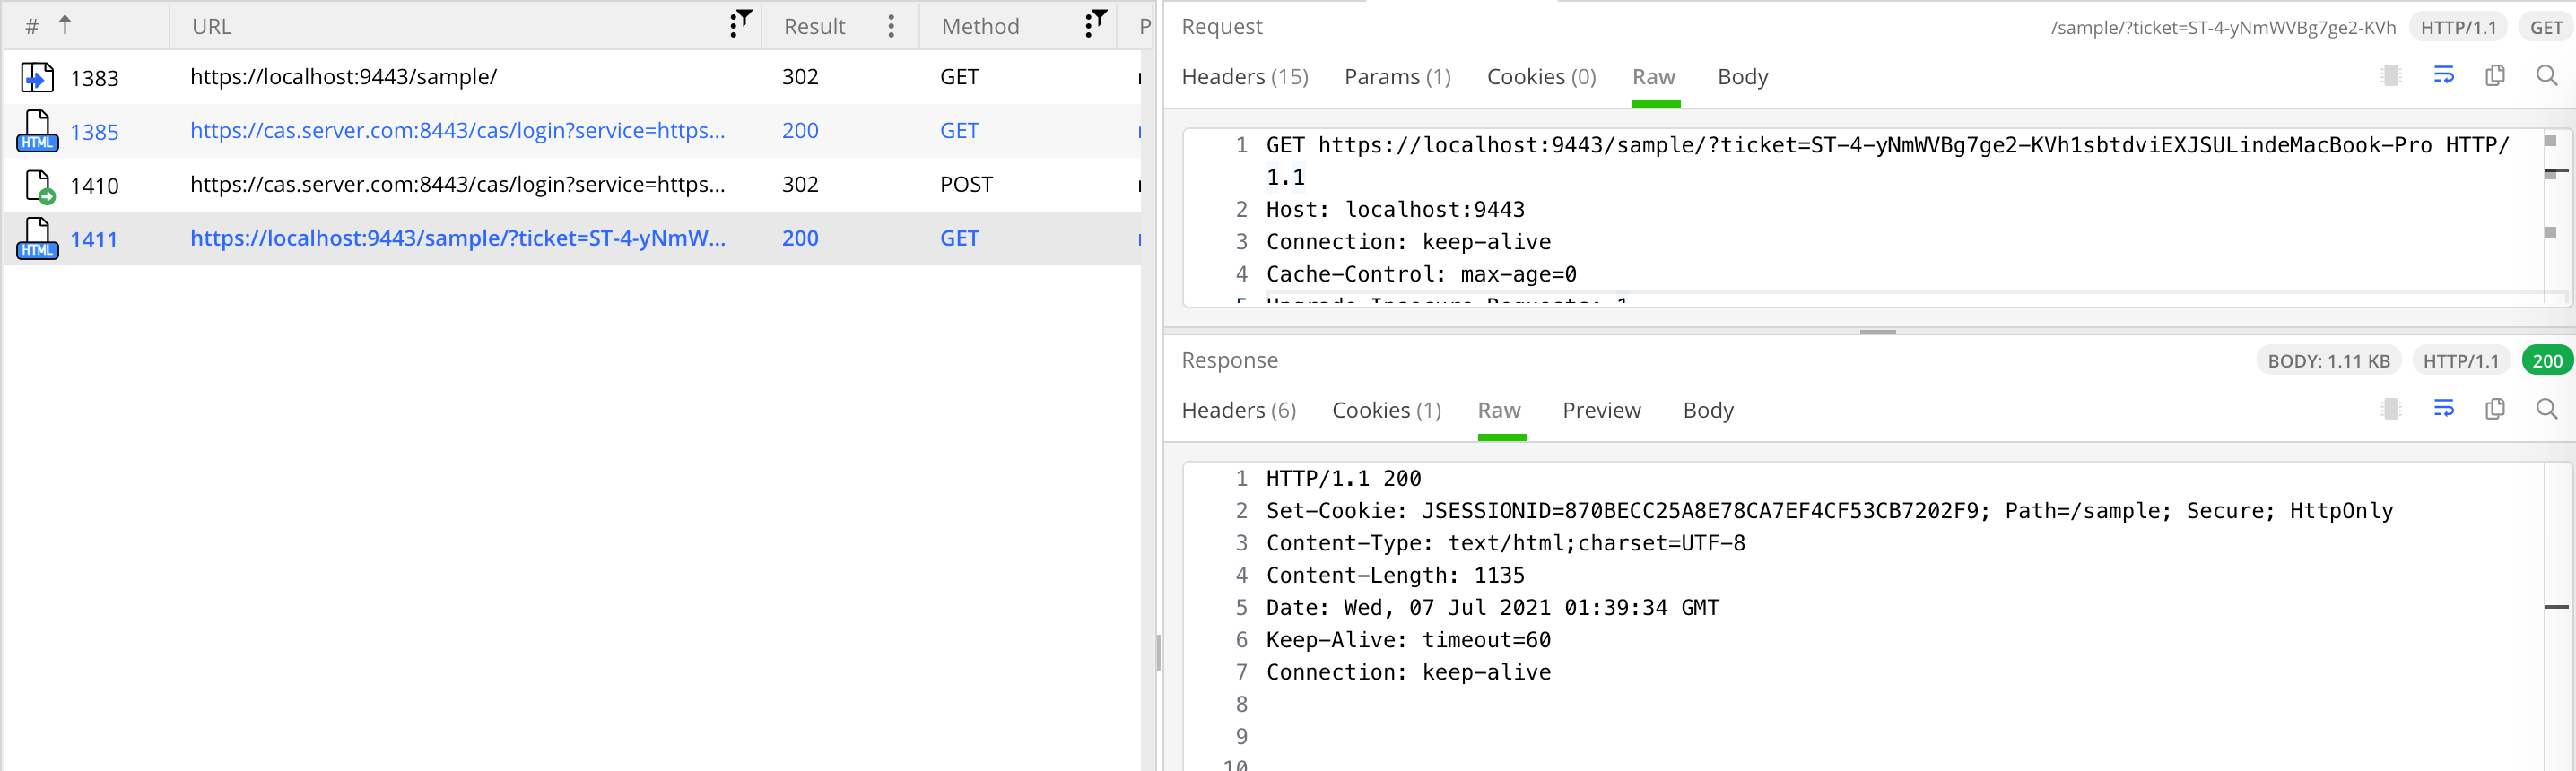 # URL Result Method P
1383 https://localhost:9443/sample/ 302 GET
HTML 1385 https://cas.server.com:8443/cas/login?service=https... 200 GET
1410 https://cas.server.com:8443/cas/login?service=https... 302 POST
HTML 1411 https://localhost:9443/sample/?ticket=ST-4-yNmW... 200 GET
Request /sample/?ticket=ST-4-yNmWVBg7ge2-KVh HTTP/1.1 GET
Headers (15) Params (1) Cookies (0) Raw Body
1 GET https://localhost:9443/sample/?ticket=ST-4-yNmWVBg7ge2-KVh1sbtdviEXJSULindeMacBook-Pro HTTP/
1.1
2 Host: localhost:9443
3 Connection: keep-alive
4 Cache-Control: max-age=0
5 Upgrade-Insecure-Requests: 1
Response BODY: 1.11 KB HTTP/1.1 200
Headers (6) Cookies (1) Raw Preview Body
1 HTTP/1.1 200
2 Set-Cookie: JSESSIONID=870BECC25A8E78CA7EF4CF53CB7202F9; Path=/sample; Secure; HttpOnly
3 Content-Type: text/html;charset=UTF-8
4 Content-Length: 1135
5 Date: Wed, 07 Jul 2021 01:39:34 GMT
6 Keep-Alive: timeout=60
7 Connection: keep-alive
8
9
10